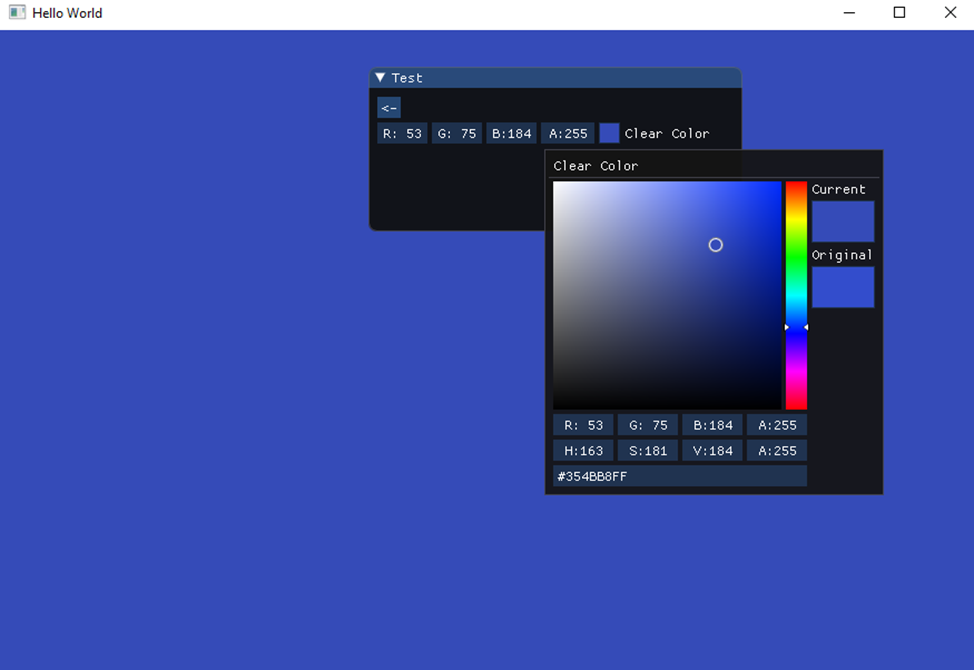 Hello World
Test
<-
R: 53 G: 75 B:184 A:255 Clear Color
Clear Color
Current
Original
R: 53 G: 75 B:184 A:255
H:163 S:181 V:184 A:255
#354BB8FF